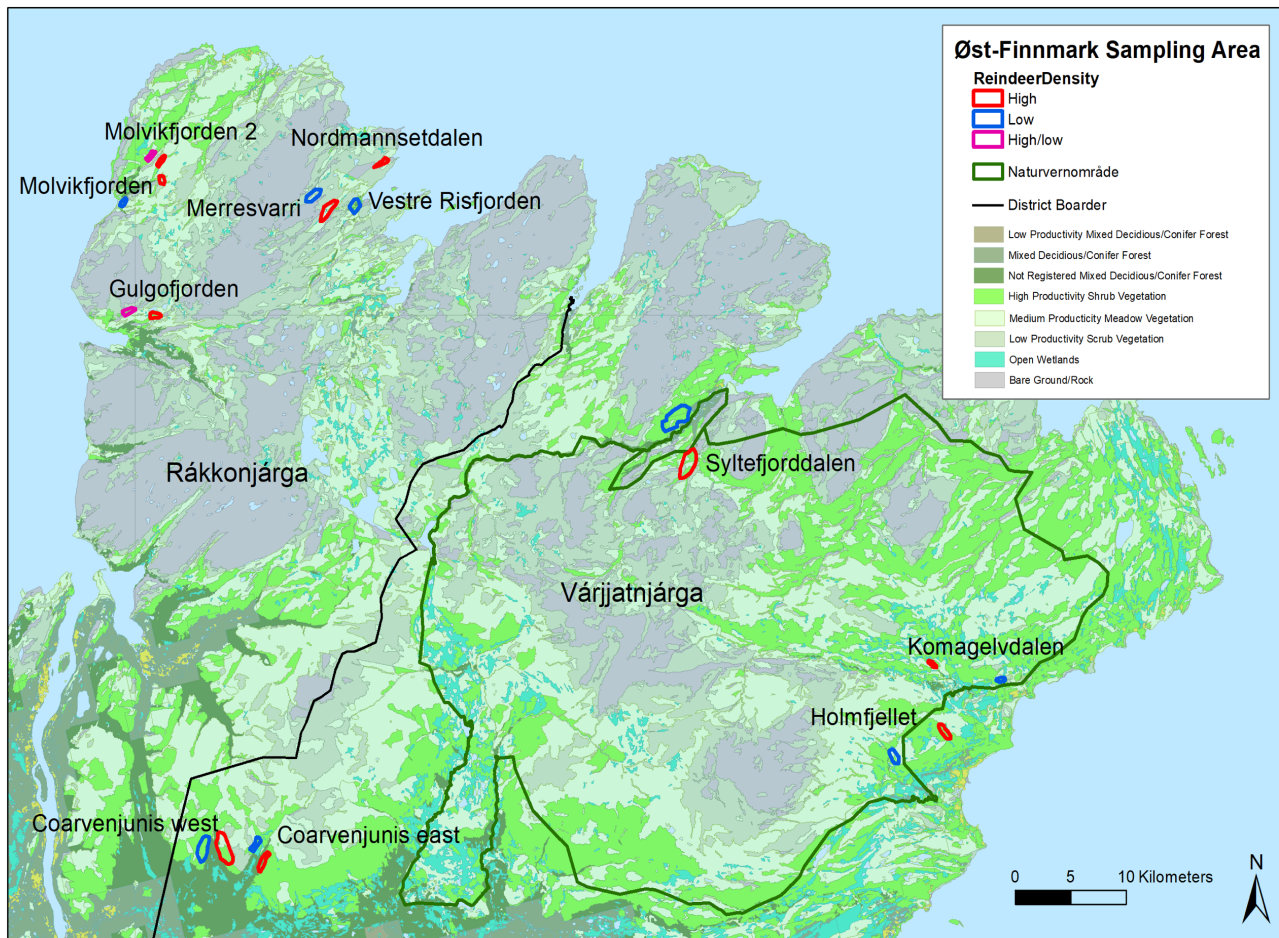 Øst-Finnmark Sampling Area
ReindeerDensity
High
Low
High/low
Naturvernområde
District Boarder
Low Productivity Mixed Decidious/Conifer Forest
Mixed Decidious/Conifer Forest
Not Registered Mixed Decidious/Conifer Forest
High Productivity Shrub Vegetation
Medium Producticity Meadow Vegetation
Low Productivity Scrub Vegetation
Open Wetlands
Bare Ground/Rock
Molvikfjorden 2
Nordmannsetdalen
Molvikfjorden
Merresvarri
Vestre Risfjorden
Gulgofjorden
Rákkonjárga
Syltefjorddalen
Várjjatnjárga
Komagelvdalen
Holmfjellet
Coarvenjunis west
Coarvenjunis east
N
0 5 10 Kilometers